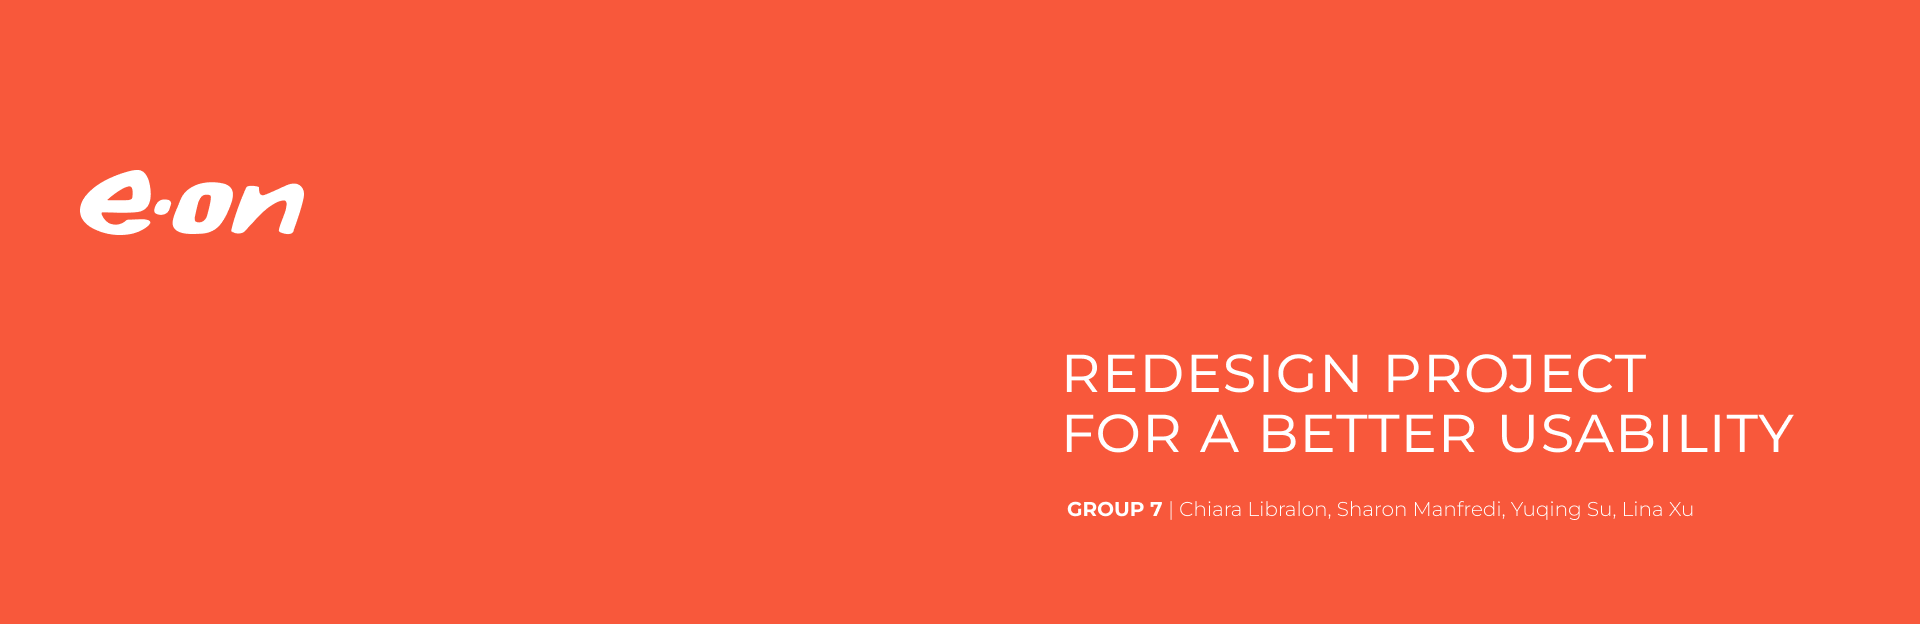 e·on
REDESIGN PROJECT
FOR A BETTER USABILITY
GROUP 7 | Chiara Libralon, Sharon Manfredi, Yuqing Su, Lina Xu